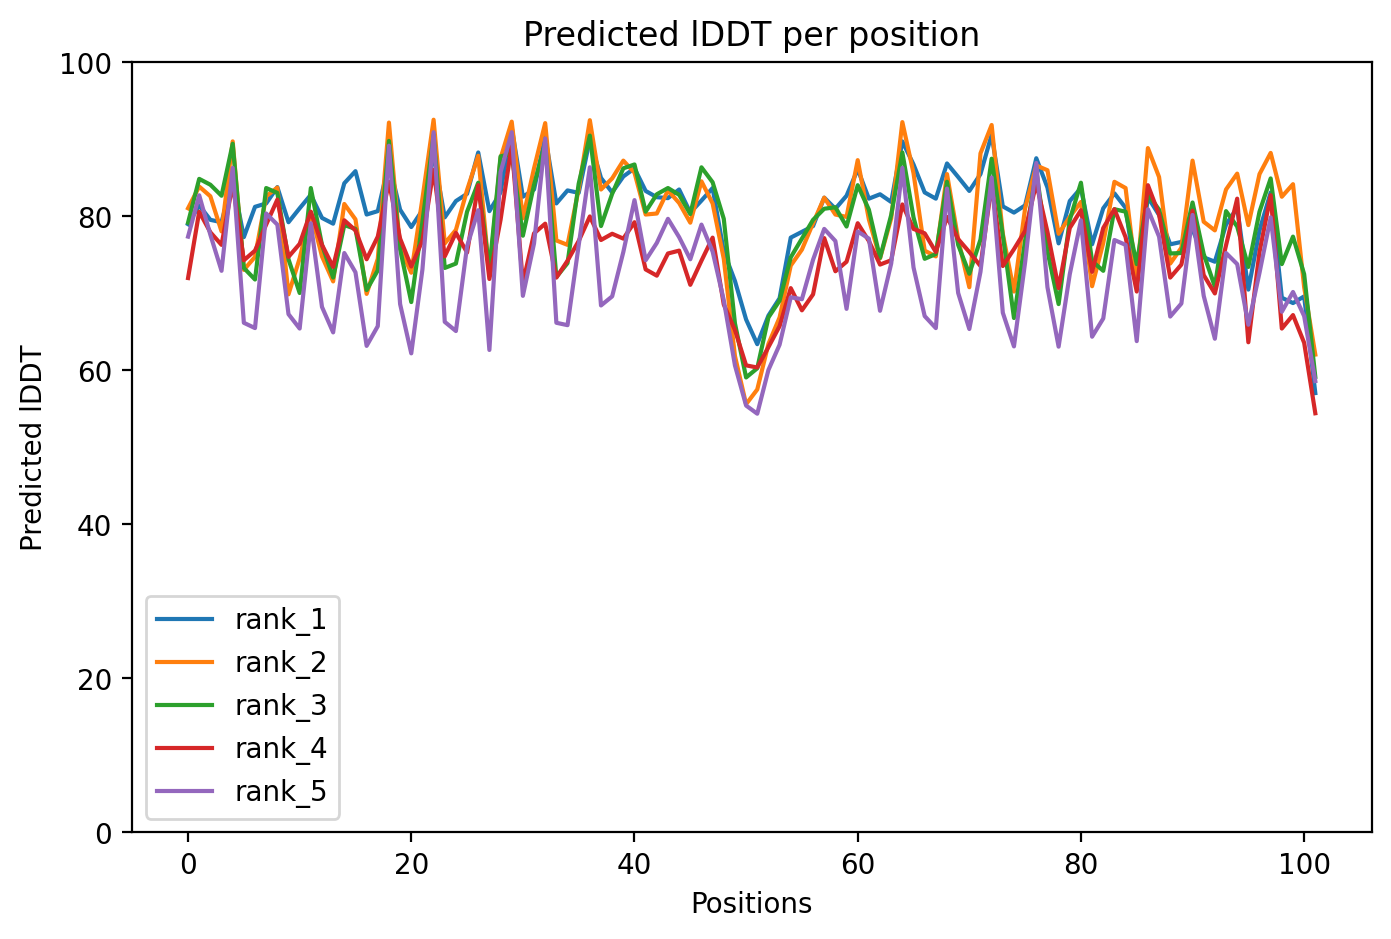 Predicted lDDT per position
100
80
60
40
20
0
Predicted lDDT
rank_1
rank_2
rank_3
rank_4
rank_5
0 20 40 60 80 100
Positions